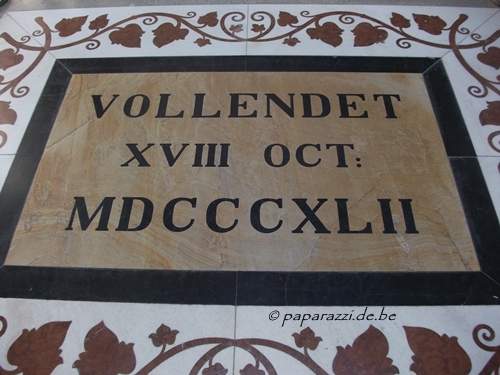 VOLLENDET
XVIII OCT:
MDCCCXLII
© paparazzi.de.be